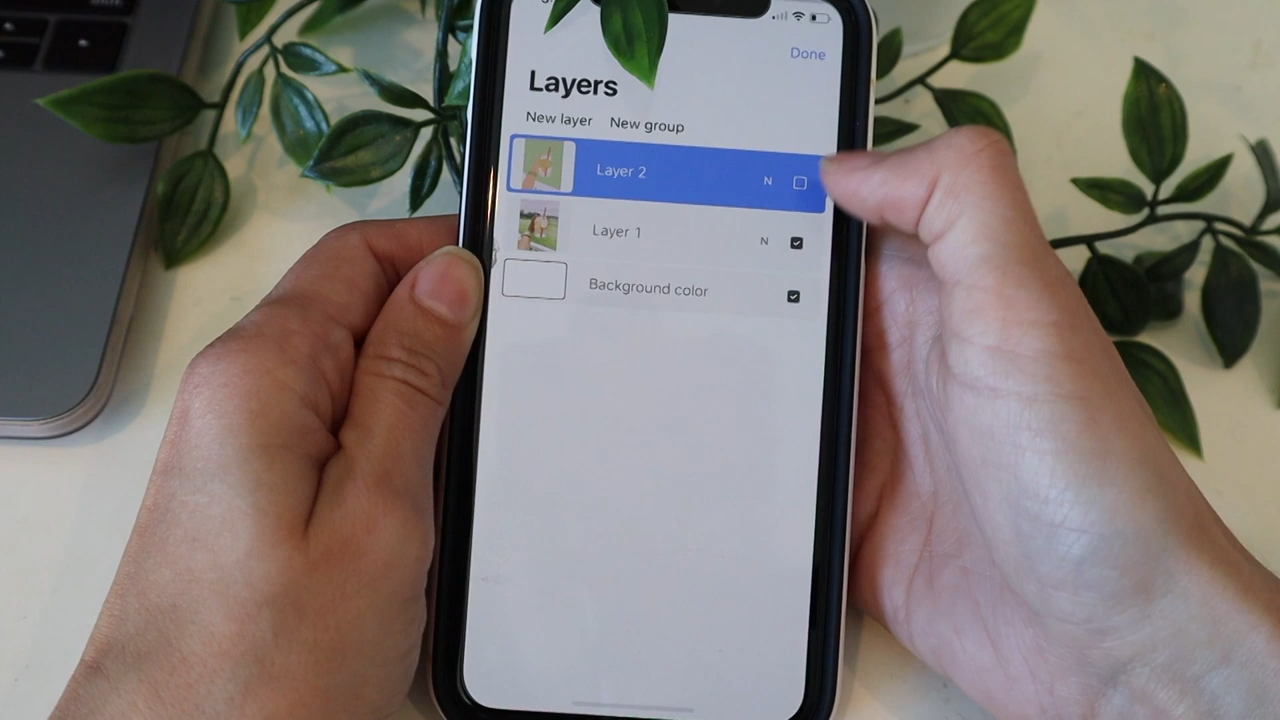 Done
Layers
New layer New group
Layer 2 N
Layer 1 N
Background color